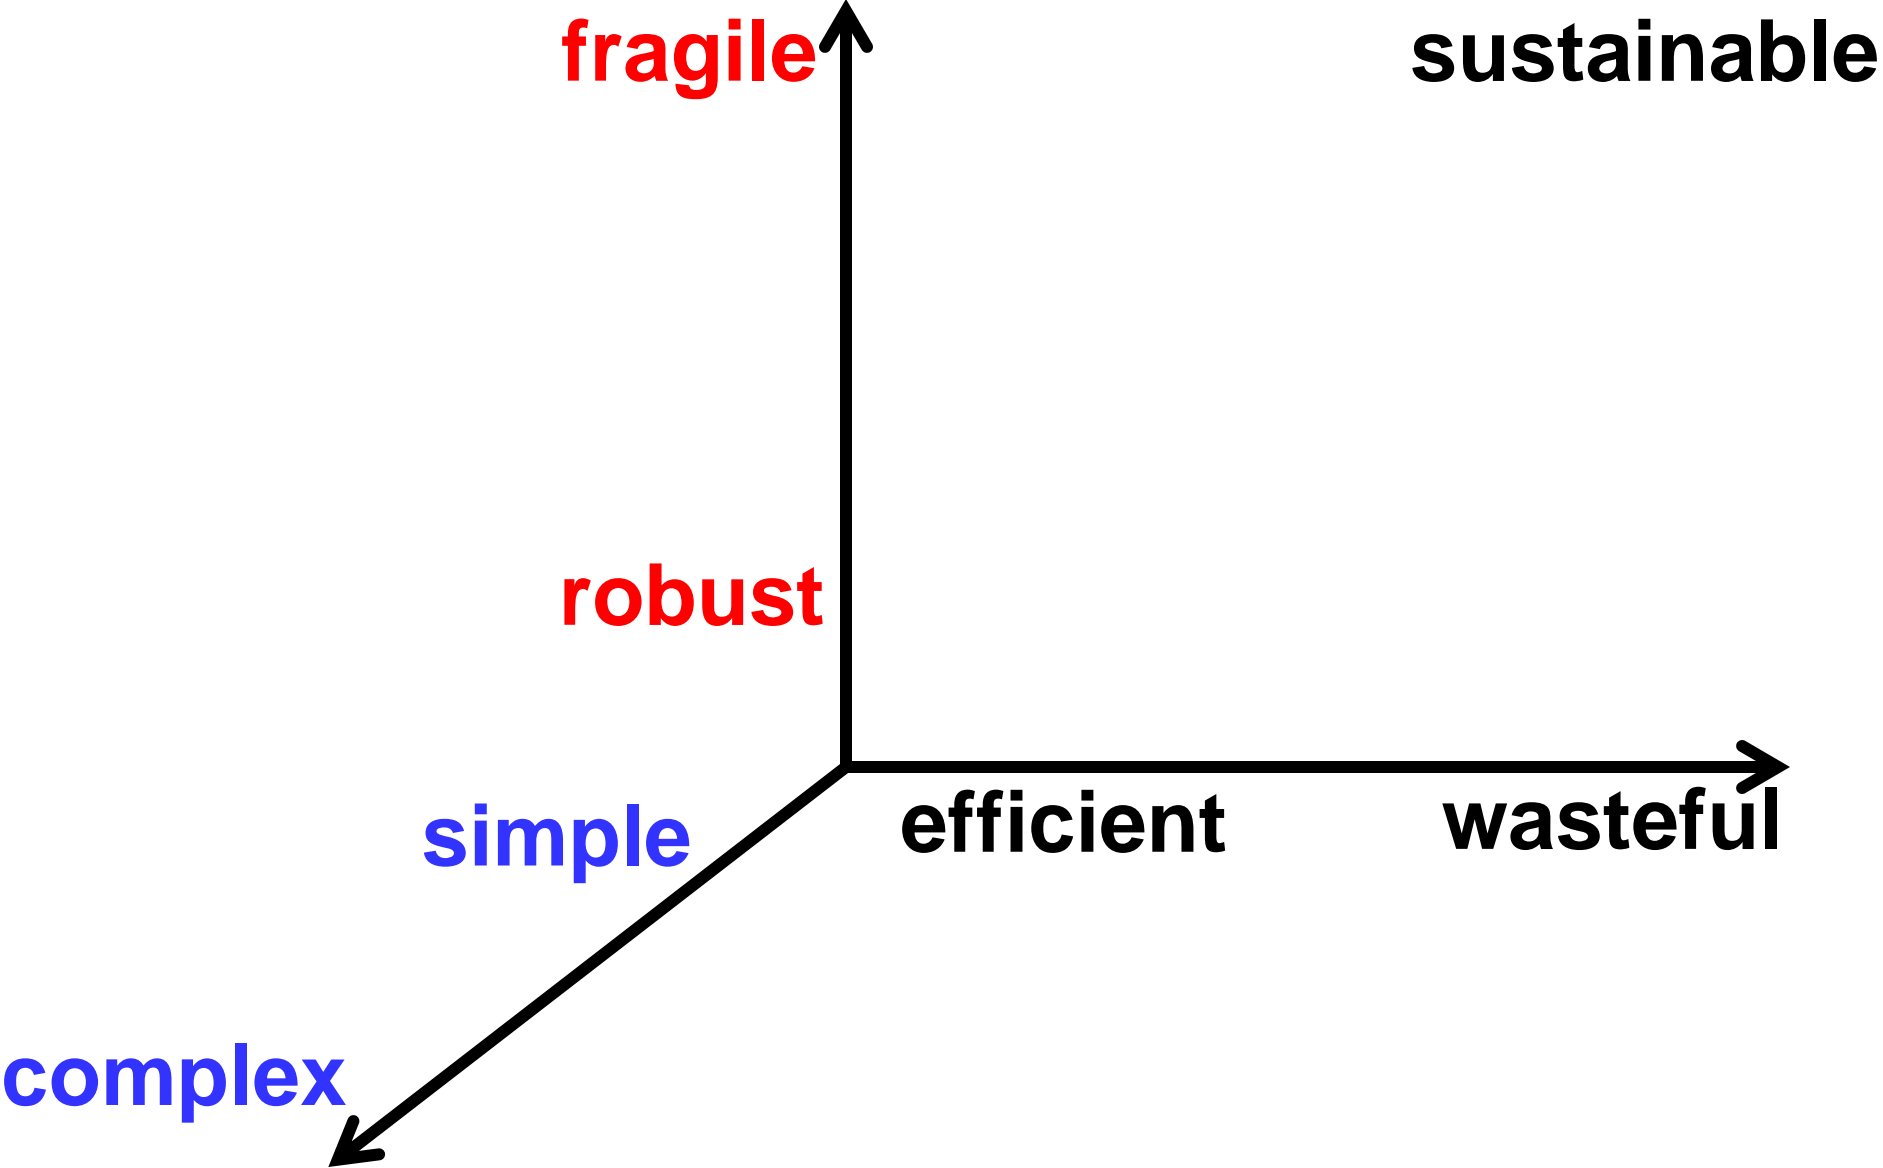 fragile
sustainable
robust
simple
efficient
wasteful
complex